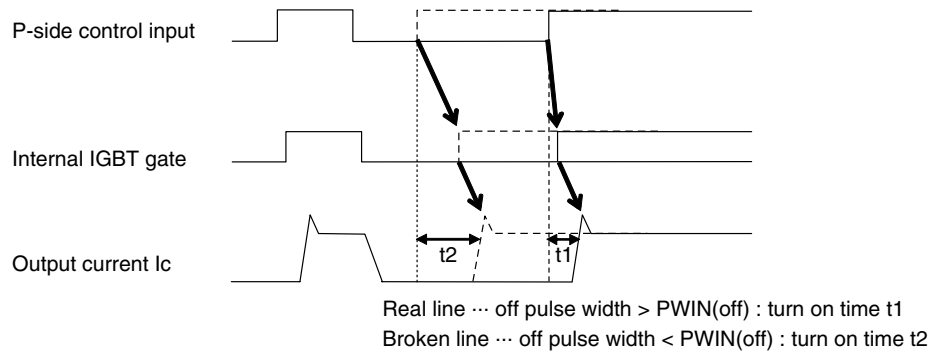 P-side control input
Internal IGBT gate
t2
t1
Output current Ic
Real line ··· off pulse width > PWIN(off) : turn on time t1
Broken line ··· off pulse width < PWIN(off) : turn on time t2